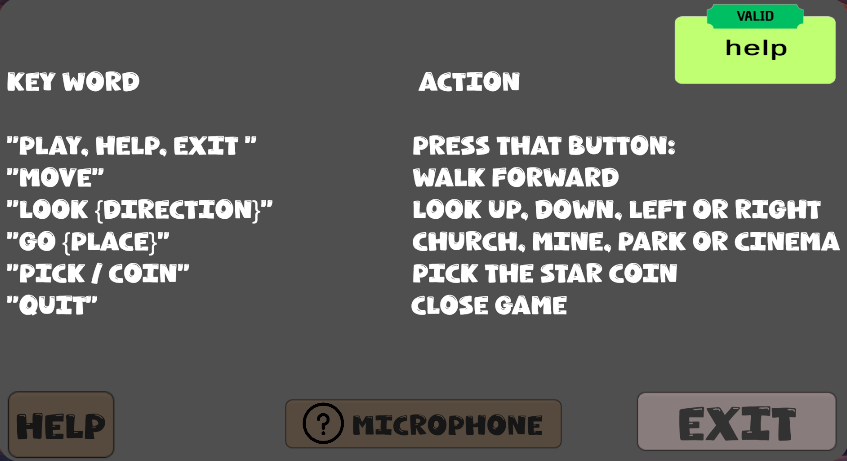 VALID
help
KEY WORD ACTION
"PLAY, HELP, EXIT " PRESS THAT BUTTON:
"MOVE" WALK FORWARD
"LOOK {DIRECTION}" LOOK UP, DOWN, LEFT OR RIGHT
"GO {PLACE}" CHURCH, MINE, PARK OR CINEMA
"PICK / COIN" PICK THE STAR COIN
"QUIT" CLOSE GAME
HELP ? MICROPHONE EXIT